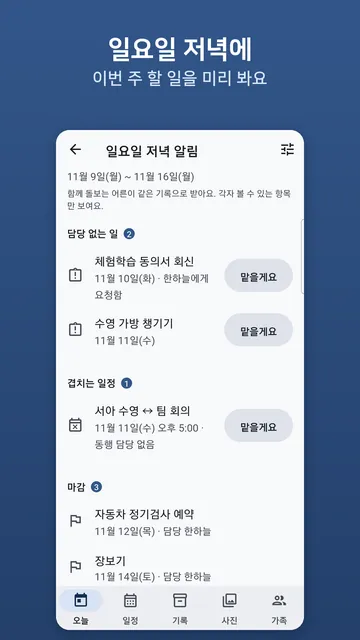 일요일 저녁에
이번 주 할 일을 미리 봐요
일요일 저녁 알림
11월 9일(월) ~ 11월 16일(월)
함께 돌보는 어른이 같은 기록으로 받아요. 각자 볼 수 있는 항목
만 보여요.
담당 없는 일 2
체험학습 동의서 회신
11월 10일(화) · 한하늘에게
요청함
맡을게요
수영 가방 챙기기
11월 11일(수)
맡을게요
겹치는 일정 1
서아 수영 ↔ 팀 회의
11월 11일(수) 오후 5:00 ·
동행 담당 없음
맡을게요
마감 3
자동차 정기검사 예약
11월 12일(목) · 담당 한하늘
장보기
11월 14일(토) · 담당 한하늘
오늘 일정 기록 사진 가족